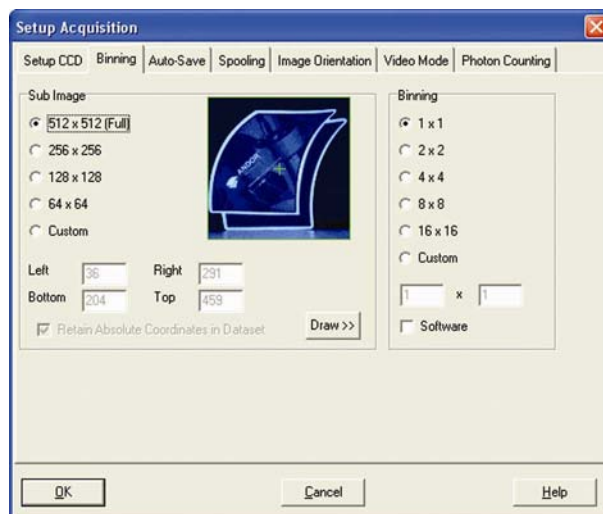 Setup Acquisition
Setup CCD Binning Auto-Save Spooling Image Orientation Video Mode Photon Counting
Sub Image
512 x 512 (Full)
256 x 256
128 x 128
64 x 64
Custom
ANDOR
Left 36 Right 291
Bottom 204 Top 459
Retain Absolute Coordinates in Dataset
Draw >>
Binning
1 x 1
2 x 2
4 x 4
8 x 8
16 x 16
Custom
1 x 1
Software
OK Cancel Help